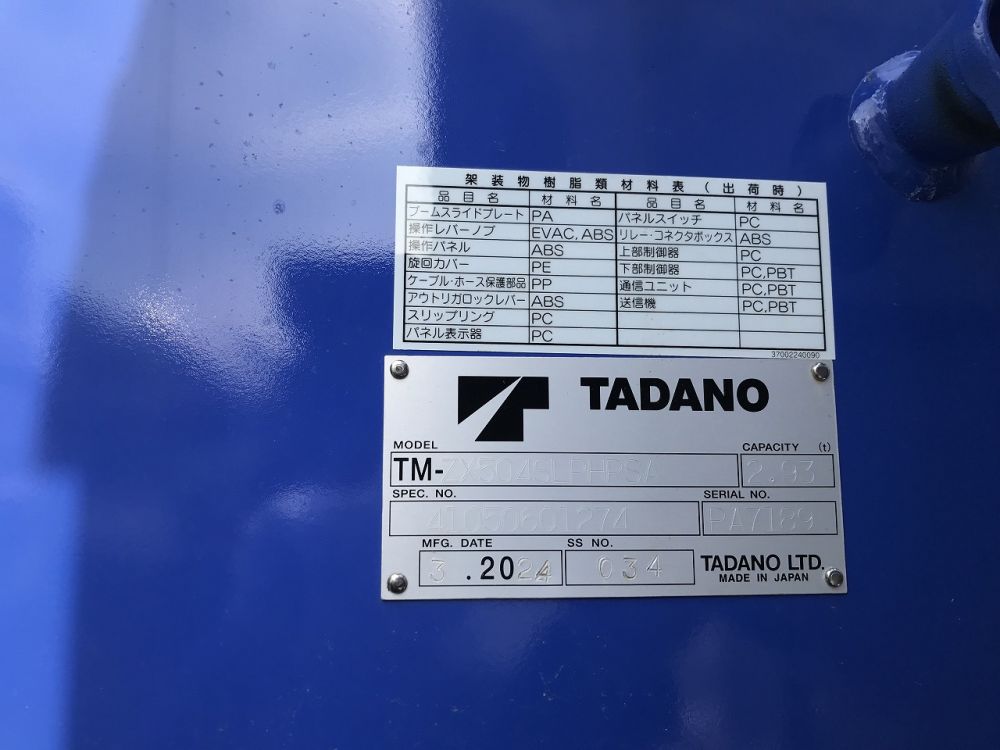 架装物樹脂類材料表(出荷時)
品目名 材料名 品目名 材料名
ブームスライドプレート PA パネルスイッチ PC
操作レバーノブ EVAC, ABS リレー・コネクタボックス ABS
操作パネル ABS 上部制御器 PC
旋回カバー PE 下部制御器 PC,PBT
ケーブル・ホース保護部品 PP 通信ユニット PC,PBT
アウトリガロックレバー ABS 送信機 PC,PBT
スリップリング PC
パネル表示器 PC
37002240090
TADANO
MODEL CAPACITY (t)
TM-ZX504SLPHRSA 2.93
SPEC. NO. SERIAL NO.
41050601274 PA7189
MFG. DATE SS NO.
3 .2024 034 TADANO LTD.
MADE IN JAPAN